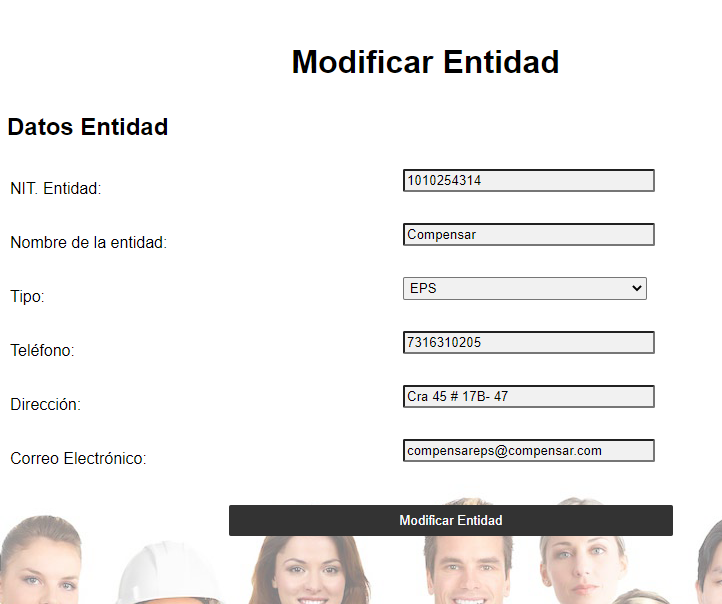 Modificar Entidad
Datos Entidad
NIT. Entidad: 1010254314
Nombre de la entidad: Compensar
Tipo: EPS
Teléfono: 7316310205
Dirección: Cra 45 # 17B- 47
Correo Electrónico: compensareps@compensar.com
Modificar Entidad